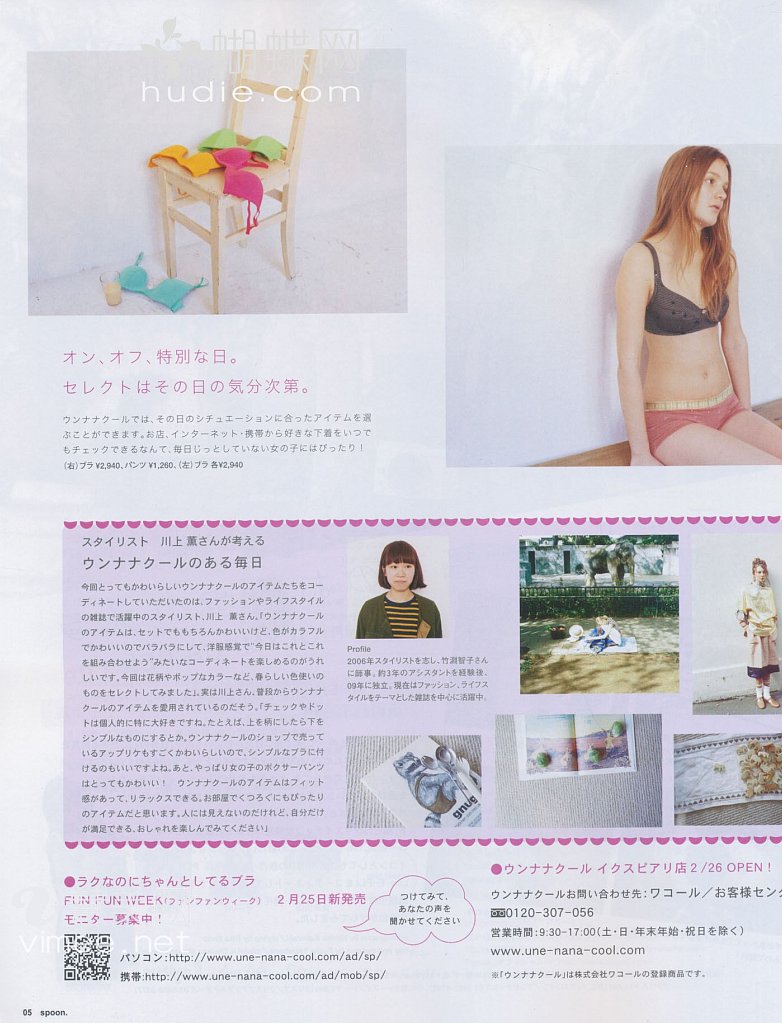 蝴蝶网
hudie.com
オン、オフ、特別な日。
セレクトはその日の気分次第。
ウンナナクールでは、その日のシチュエーションに合ったアイテムを選
ぶことができます。お店、インターネット・携帯から好きな下着をいつで
もチェックできるなんて、毎日じっとしていない女の子にはぴったり！
（右）ブラ ¥2,940、パンツ ¥1,260、（左）ブラ 各¥2,940
スタイリスト　川上 薫さんが考える
ウンナナクールのある毎日
今回とってもかわいらしいウンナナクールのアイテムたちをコー
ディネートしていただいたのは、ファッションやライフスタイル
の雑誌で活躍中のスタイリスト、川上　薫さん。「ウンナナクール
のアイテムは、セットでももちろんかわいいけど、色がカラフル
でかわいいのでバラバラにして、洋服感覚で“今日はこれとこれ
を組み合わせよう”みたいなコーディネートを楽しめるのがうれ
しいです。今回は花柄やポップなカラーなど、春らしい色使いの
ものをセレクトしてみました」。実は川上さん、普段からウンナナ
クールのアイテムを愛用されているのだそう。「チェックやドッ
トは個人的に特に大好きですね。たとえば、上を柄にしたら下を
シンプルなものにするとか。ウンナナクールのショップで売って
いるアップリケもすごくかわいらしいので、シンプルなブラに付
けるのもいいですよね。あと、やっぱり女の子のボクサーパンツ
はとってもかわいい！　ウンナナクールのアイテムはフィット
感があって、リラックスできる。お部屋でくつろぐにもぴったり
のアイテムだと思います。人には見えないのだけれど、自分だけ
が満足できる、おしゃれを楽しんでみてください」
Profile
2006年スタイリストを志し、竹淵智子さん
に師事。約3年のアシスタントを経験後、
09年に独立。現在はファッション、ライフス
タイルをテーマとした雑誌を中心に活躍中。
gnug
●ラクなのにちゃんとしてるブラ
FUN FUN WEEK（ファンファンウィーク）　2月25日新発売
モニター募集中！
つけてみて、
あなたの声を
聞かせてください
パソコン：http://www.une-nana-cool.com/ad/sp/
携帯：http://www.une-nana-cool.com/ad/mob/sp/
●ウンナナクール イクスピアリ店 2/26 OPEN！
ウンナナクールお問い合わせ先：ワコール／お客様セン
0120-307-056
営業時間：9:30-17:00（土・日・年末年始・祝日を除く）
www.une-nana-cool.com
※「ウンナナクール」は株式会社ワコールの登録商品です。
.net
05 spoon.